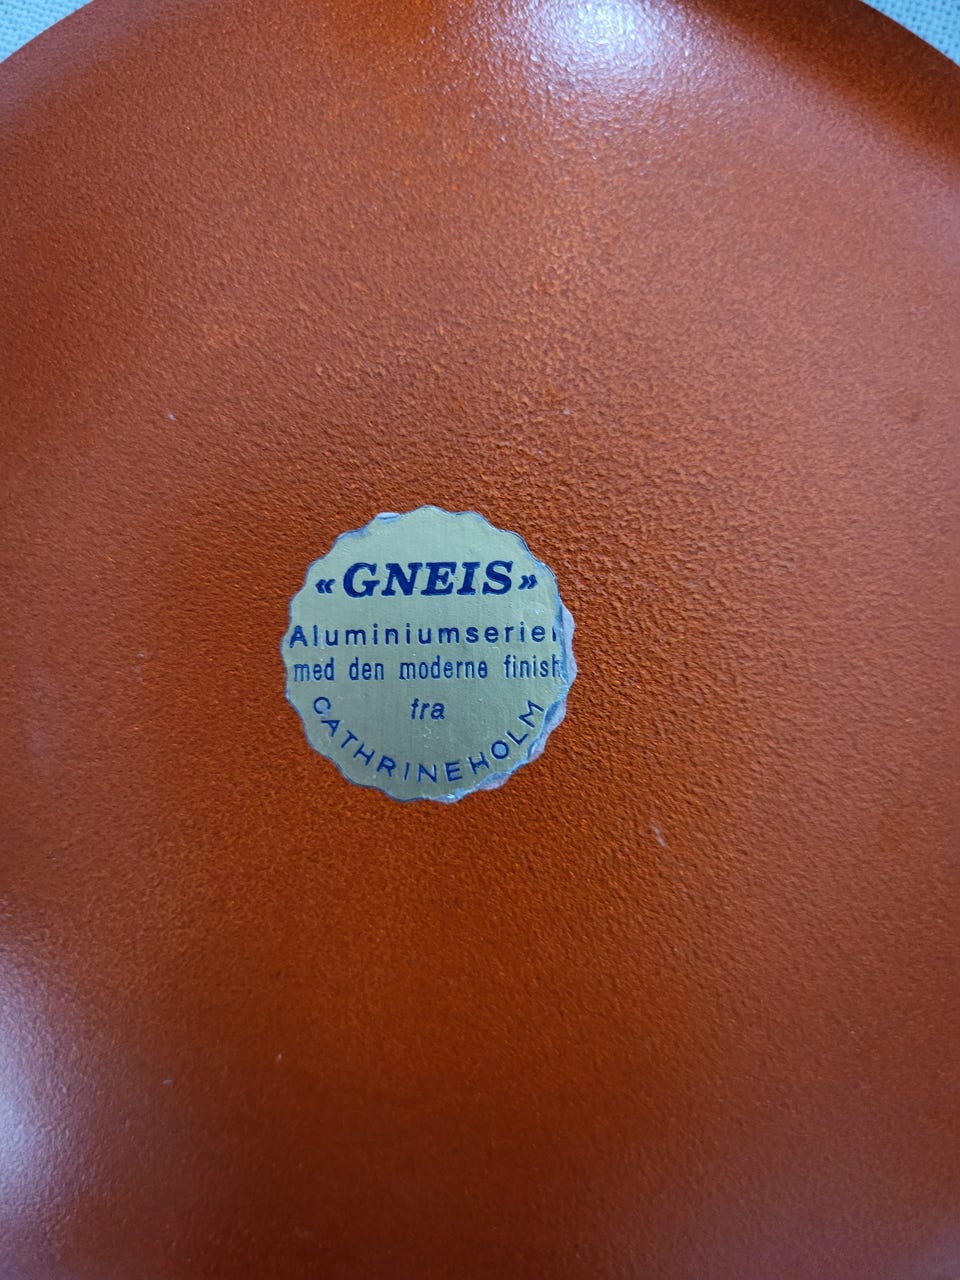 «GNEIS»
Aluminiumserien
med den moderne finish
fra
CATHRINEHOLM